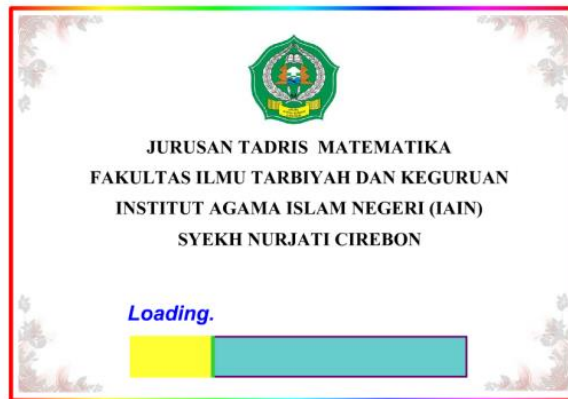 JURUSAN TADRIS MATEMATIKA
FAKULTAS ILMU TARBIYAH DAN KEGURUAN
INSTITUT AGAMA ISLAM NEGERI (IAIN)
SYEKH NURJATI CIREBON
Loading.